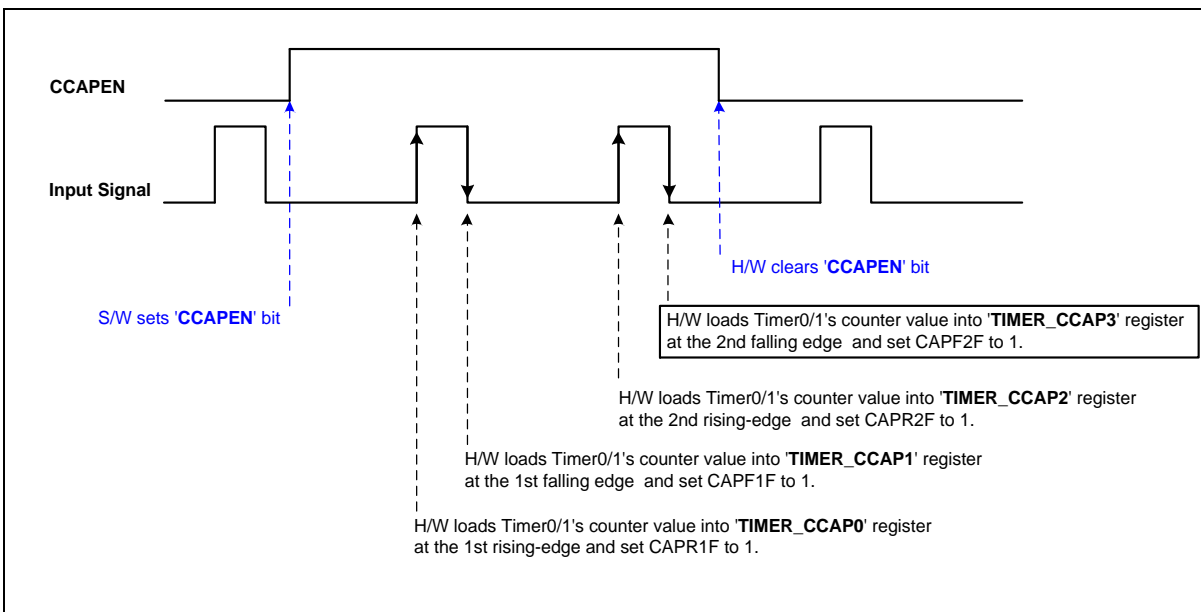 CCAPEN
Input Signal
H/W clears 'CCAPEN' bit
S/W sets 'CCAPEN' bit
H/W loads Timer0/1's counter value into 'TIMER_CCAP3' register
at the 2nd falling edge and set CAPF2F to 1.
H/W loads Timer0/1's counter value into 'TIMER_CCAP2' register
at the 2nd rising-edge and set CAPR2F to 1.
H/W loads Timer0/1's counter value into 'TIMER_CCAP1' register
at the 1st falling edge and set CAPF1F to 1.
H/W loads Timer0/1's counter value into 'TIMER_CCAP0' register
at the 1st rising-edge and set CAPR1F to 1.